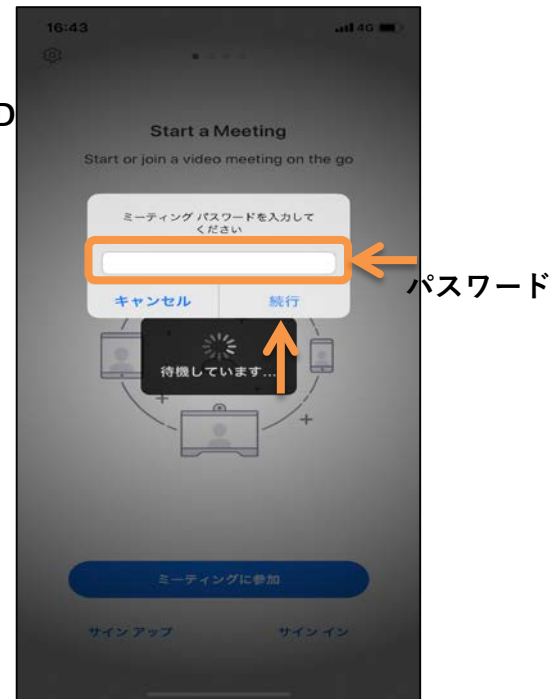 16:43
4G
D
Start a Meeting
Start or join a video meeting on the go
ミーティング パスワードを入力して
ください
パスワード
キャンセル 続行
待機しています...
ミーティングに参加
サイン アップ サイン イン